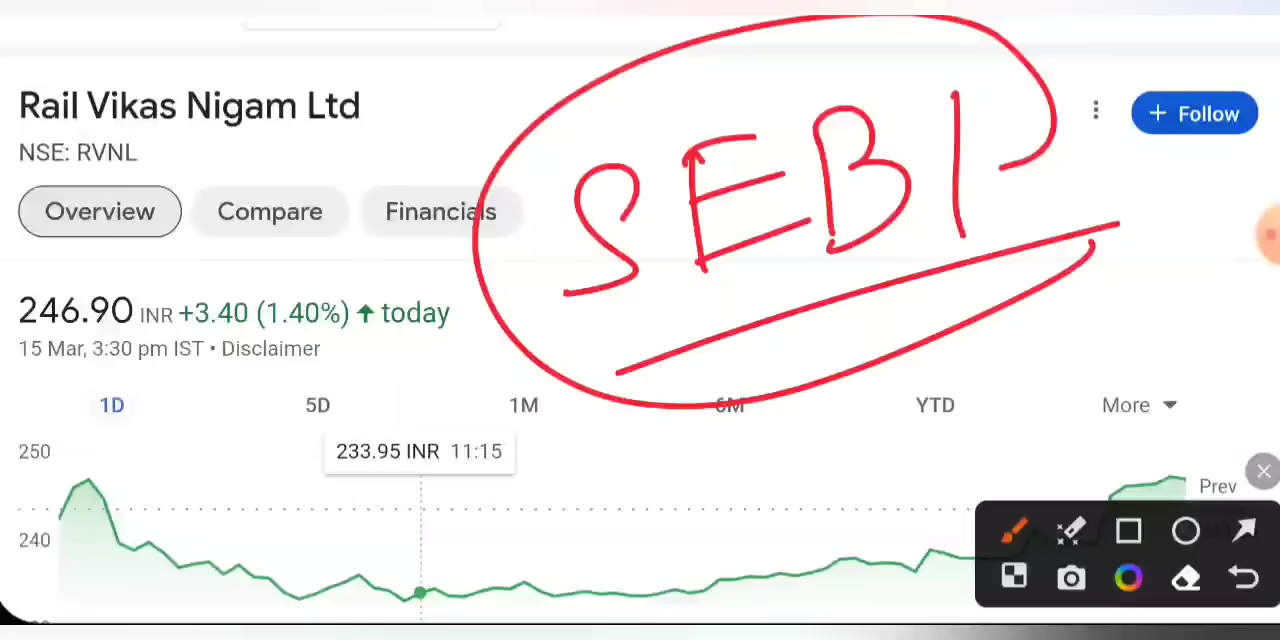 Rail Vikas Nigam Ltd
+ Follow
NSE: RVNL
SEBI
Overview Compare Financials
246.90 INR +3.40 (1.40%) ↑ today
15 Mar, 3:30 pm IST • Disclaimer
1D 5D 1M 6M YTD More
233.95 INR 11:15
250
Prev
240